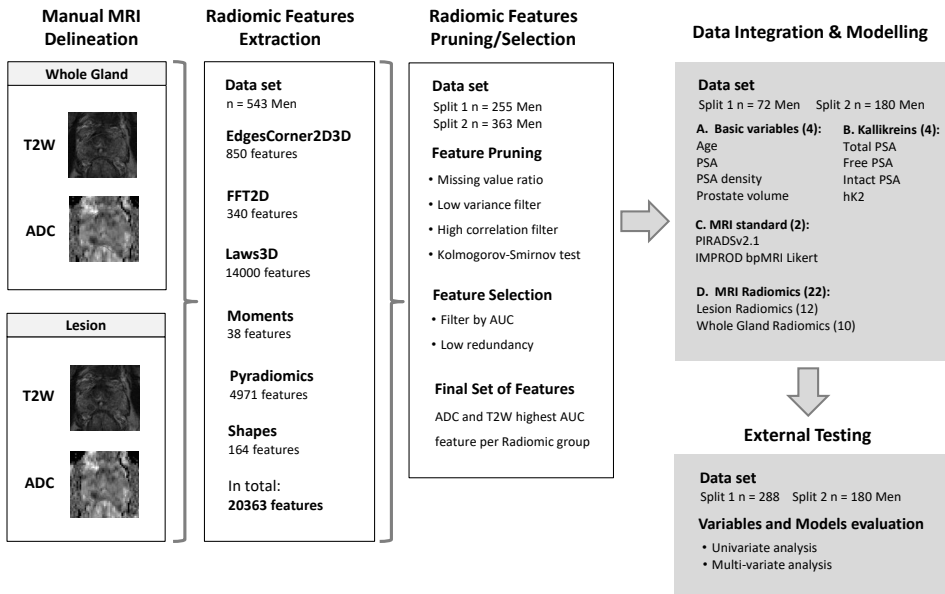 Manual MRI
Delineation
Whole Gland
T2W
ADC
Lesion
T2W
ADC
Radiomic Features
Extraction
Data set
n = 543 Men
EdgesCorner2D3D
850 features
FFT2D
340 features
Laws3D
14000 features
Moments
38 features
Pyradiomics
4971 features
Shapes
164 features
In total:
20363 features
Radiomic Features
Pruning/Selection
Data set
Split 1 n = 255 Men
Split 2 n = 363 Men
Feature Pruning
• Missing value ratio
• Low variance filter
• High correlation filter
• Kolmogorov-Smirnov test
Feature Selection
• Filter by AUC
• Low redundancy
Final Set of Features
ADC and T2W highest AUC
feature per Radiomic group
Data Integration & Modelling
Data set
Split 1 n = 72 Men Split 2 n = 180 Men
A. Basic variables (4):
Age
PSA
PSA density
Prostate volume
B. Kallikreins (4):
Total PSA
Free PSA
Intact PSA
hK2
C. MRI standard (2):
PIRADSv2.1
IMPROD bpMRI Likert
D. MRI Radiomics (22):
Lesion Radiomics (12)
Whole Gland Radiomics (10)
External Testing
Data set
Split 1 n = 288 Split 2 n = 180 Men
Variables and Models evaluation
• Univariate analysis
• Multi-variate analysis